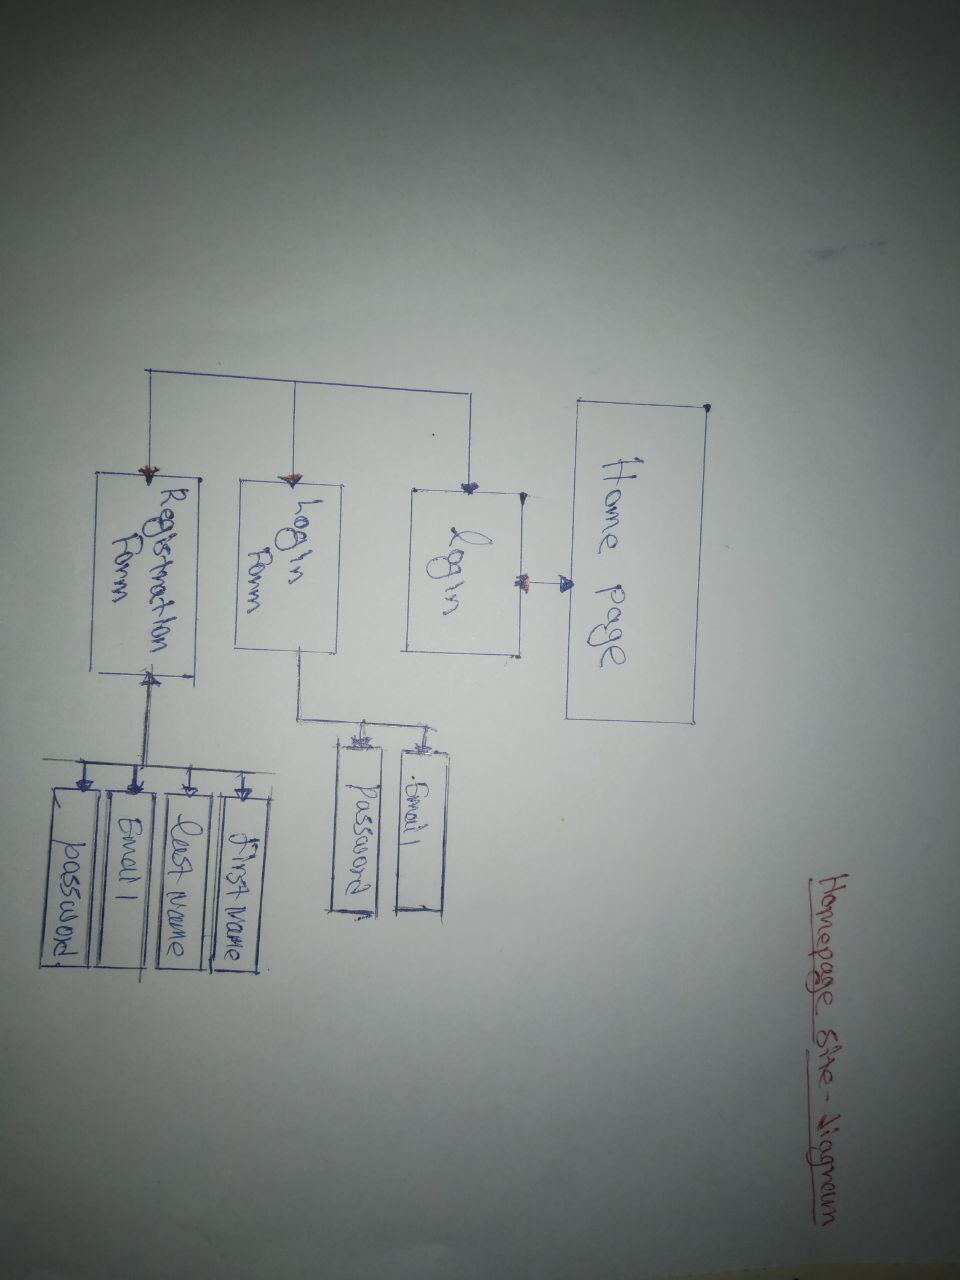 Homepage Site-Diagram
Home page
Login
Login
Form
Email
Password
Registration
Form
First Name
Last Name
Email
password.